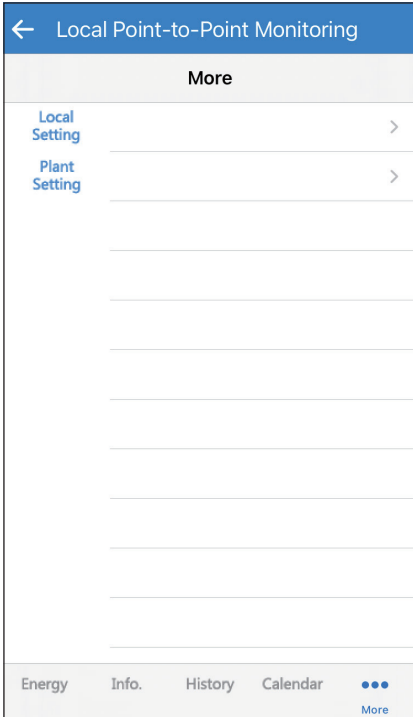 Local Point-to-Point Monitoring
More
Local
Setting
Plant
Setting
Energy Info. History Calendar
More